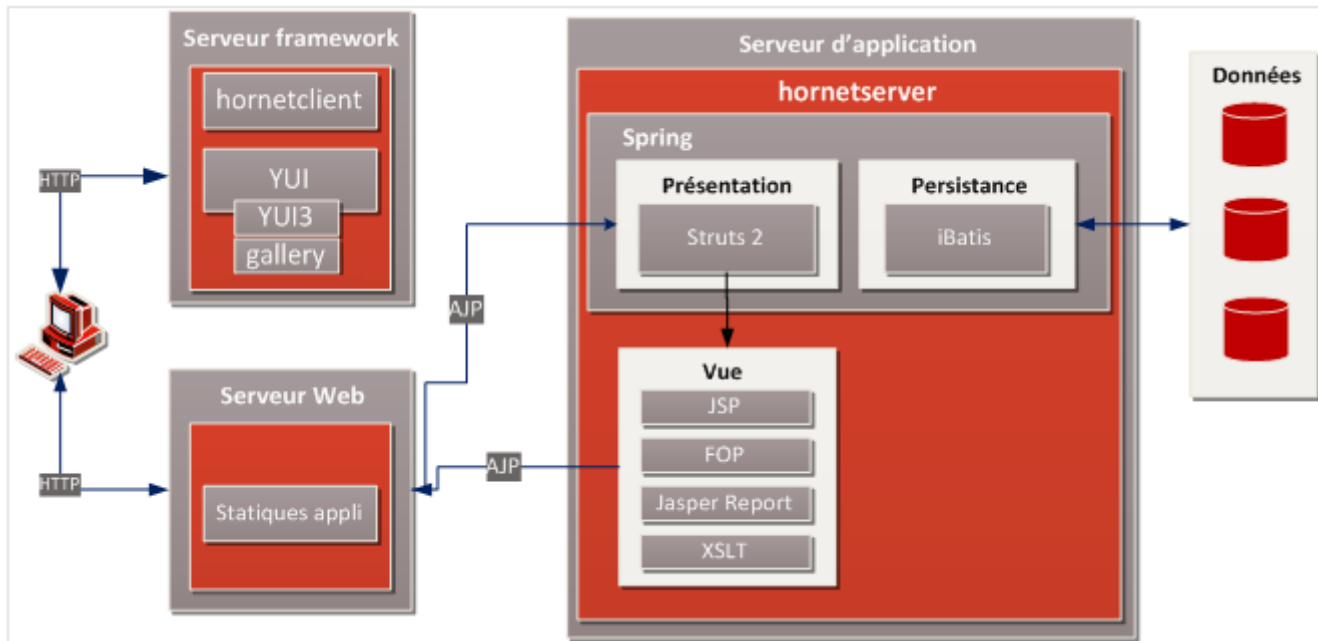 Serveur framework
hornetclient
YUI
YUI3
gallery
HTTP
HTTP
Serveur Web
Statiques appli
AJP
AJP
Serveur d'application
hornetserver
Spring
Présentation
Struts 2
Persistance
iBatis
Vue
JSP
FOP
Jasper Report
XSLT
Données